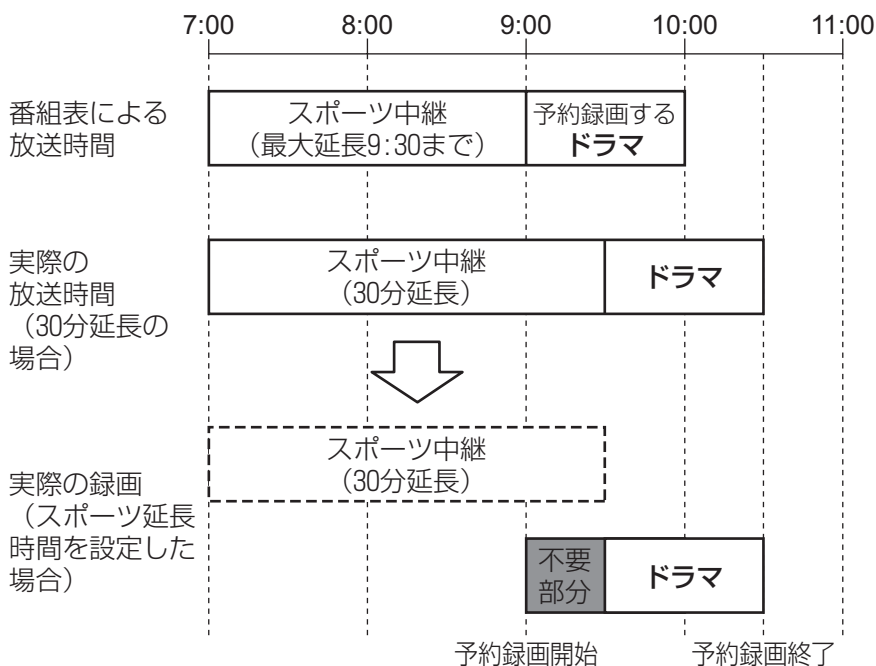 7:00 8:00 9:00 10:00 11:00
番組表による
放送時間
スポーツ中継
(最大延長9:30まで)
予約録画する
ドラマ
実際の
放送時間
(30分延長の
場合)
スポーツ中継
(30分延長)
ドラマ
スポーツ中継
(30分延長)
実際の録画
(スポーツ延長
時間を設定した
場合)
不要
部分
ドラマ
予約録画開始 予約録画終了